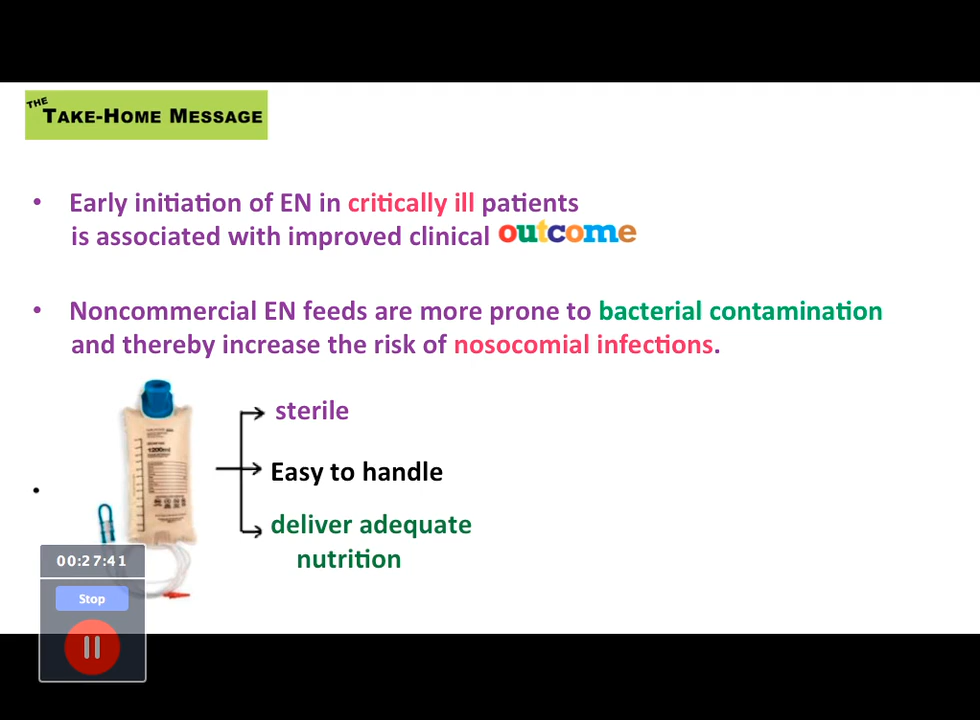 THE
TAKE-HOME MESSAGE
• Early initiation of EN in critically ill patients
is associated with improved clinical outcome
• Noncommercial EN feeds are more prone to bacterial contamination
and thereby increase the risk of nosocomial infections.
sterile
1200ml
• Easy to handle
deliver adequate
nutrition
00:27:41
Stop